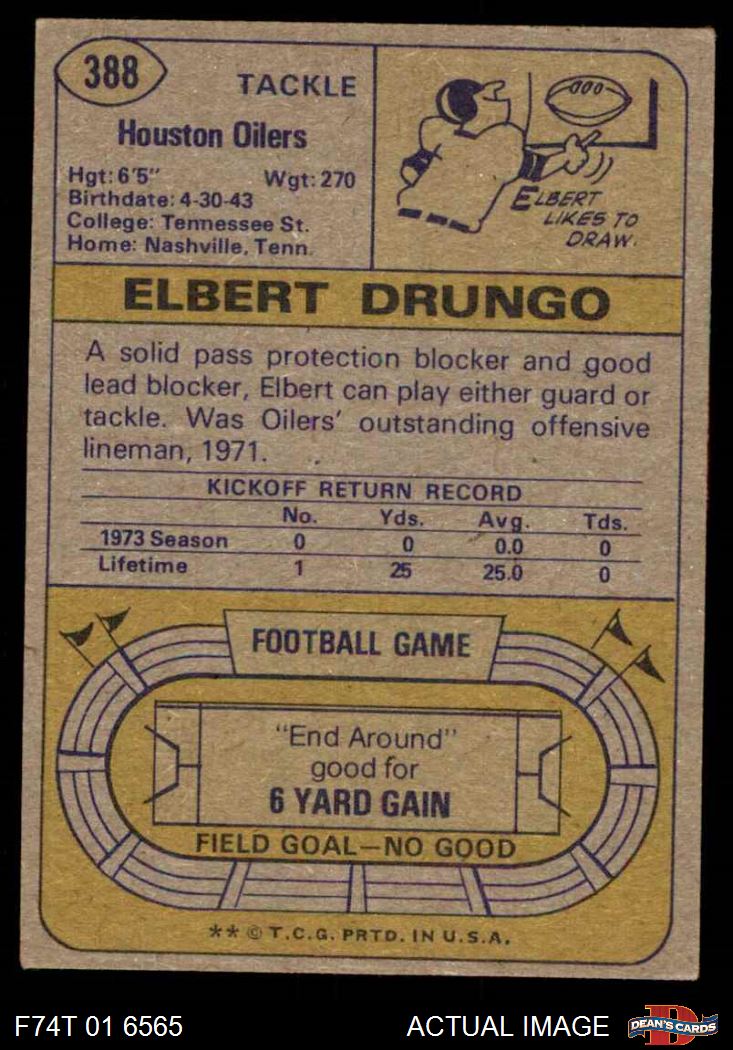 388
TACKLE
Houston Oilers
Hgt: 6'5" Wgt: 270
Birthdate: 4-30-43
College: Tennessee St.
Home: Nashville, Tenn.
ELBERT
LIKES TO
DRAW.
ELBERT DRUNGO
A solid pass protection blocker and good
lead blocker, Elbert can play either guard or
tackle. Was Oilers' outstanding offensive
lineman, 1971.
KICKOFF RETURN RECORD
No. Yds. Avg. Tds.
1973 Season 0 0 0.0 0
Lifetime 1 25 25.0 0
FOOTBALL GAME
"End Around"
good for
6 YARD GAIN
FIELD GOAL—NO GOOD
** © T.C.G. PRTD. IN U.S.A.
F74T 01 6565 ACTUAL IMAGE
D
DEAN'S CARDS